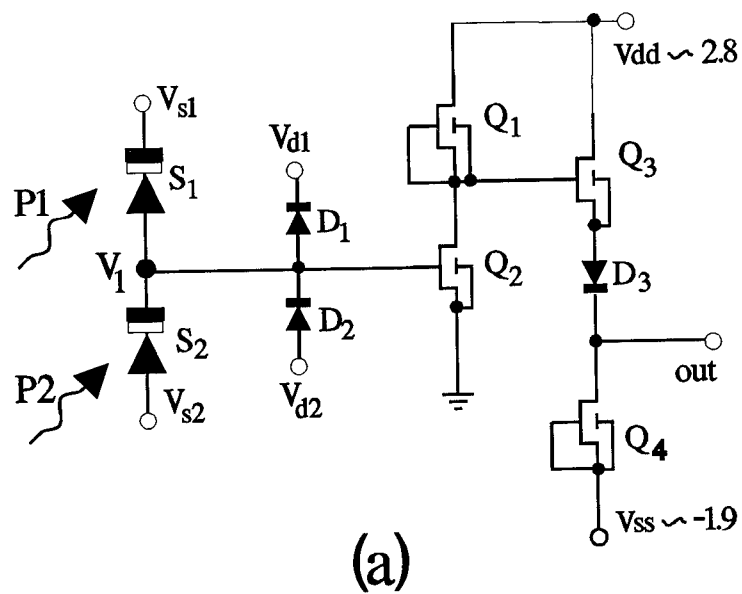 Vdd ~ 2.8
Vs1
Q1
Vd1
S1
Q3
P1
D1
V1
Q2
D3
S2
D2
P2
out
Vs2
Vd2
Q4
Vss ~ -1.9
(a)